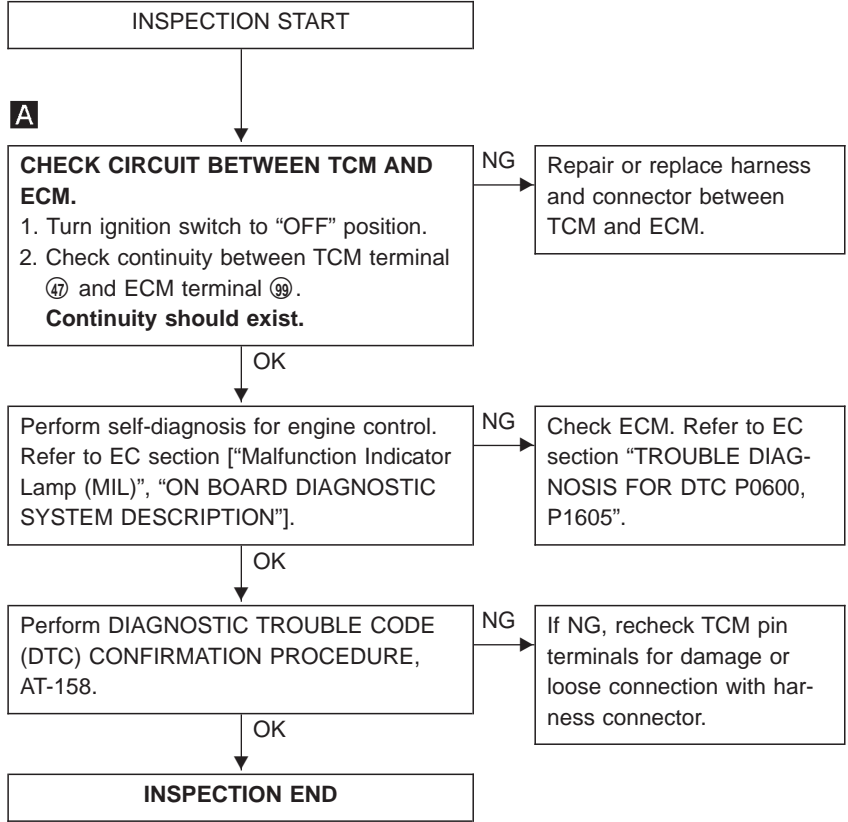 INSPECTION START
A
CHECK CIRCUIT BETWEEN TCM AND
ECM.
1. Turn ignition switch to “OFF” position.
2. Check continuity between TCM terminal
㊼ and ECM terminal 99.
Continuity should exist.
NG
Repair or replace harness
and connector between
TCM and ECM.
OK
Perform self-diagnosis for engine control.
Refer to EC section [“Malfunction Indicator
Lamp (MIL)”, “ON BOARD DIAGNOSTIC
SYSTEM DESCRIPTION”].
NG
Check ECM. Refer to EC
section “TROUBLE DIAG-
NOSIS FOR DTC P0600,
P1605”.
OK
Perform DIAGNOSTIC TROUBLE CODE
(DTC) CONFIRMATION PROCEDURE,
AT-158.
NG
If NG, recheck TCM pin
terminals for damage or
loose connection with har-
ness connector.
OK
INSPECTION END